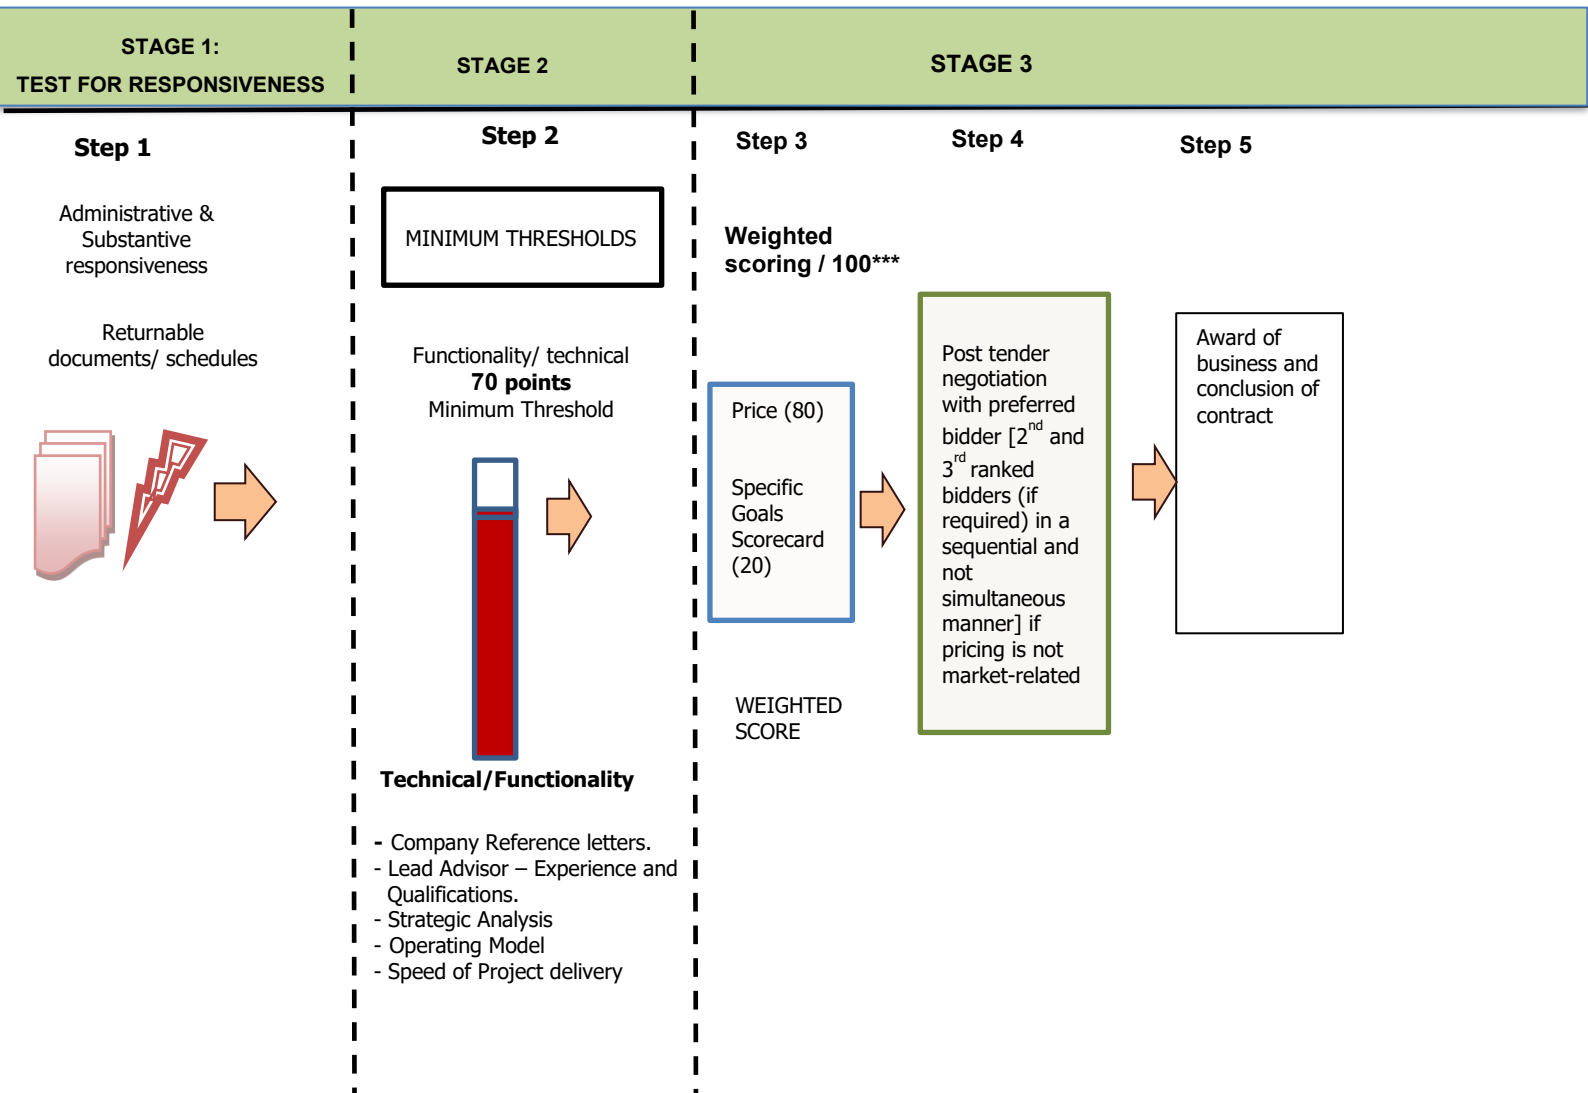 STAGE 1:
TEST FOR RESPONSIVENESS
STAGE 2
STAGE 3
Step 1
Administrative &
Substantive
responsiveness
Returnable
documents/ schedules
Step 2
MINIMUM THRESHOLDS
Functionality/ technical
70 points
Minimum Threshold
Technical/Functionality
- Company Reference letters.
- Lead Advisor – Experience and
Qualifications.
- Strategic Analysis
- Operating Model
- Speed of Project delivery
Step 3
Weighted
scoring / 100***
Price (80)
Specific
Goals
Scorecard
(20)
WEIGHTED
SCORE
Step 4
Post tender
negotiation
with preferred
bidder [2nd and
3rd ranked
bidders (if
required) in a
sequential and
not
simultaneous
manner] if
pricing is not
market-related
Step 5
Award of
business and
conclusion of
contract